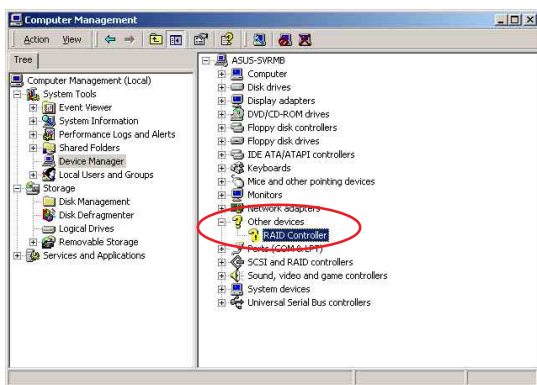 Computer Management
Action View
Tree
Computer Management (Local)
System Tools
Event Viewer
System Information
Performance Logs and Alerts
Shared Folders
Device Manager
Local Users and Groups
Storage
Disk Management
Disk Defragmenter
Logical Drives
Removable Storage
Services and Applications
ASUS-SVRMB
Computer
Disk drives
Display adapters
DVD/CD-ROM drives
Floppy disk controllers
Floppy disk drives
IDE ATA/ATAPI controllers
Keyboards
Mice and other pointing devices
Monitors
Network adapters
Other devices
RAID Controller
Ports (COM & LPT)
SCSI and RAID controllers
Sound, video and game controllers
System devices
Universal Serial Bus controllers